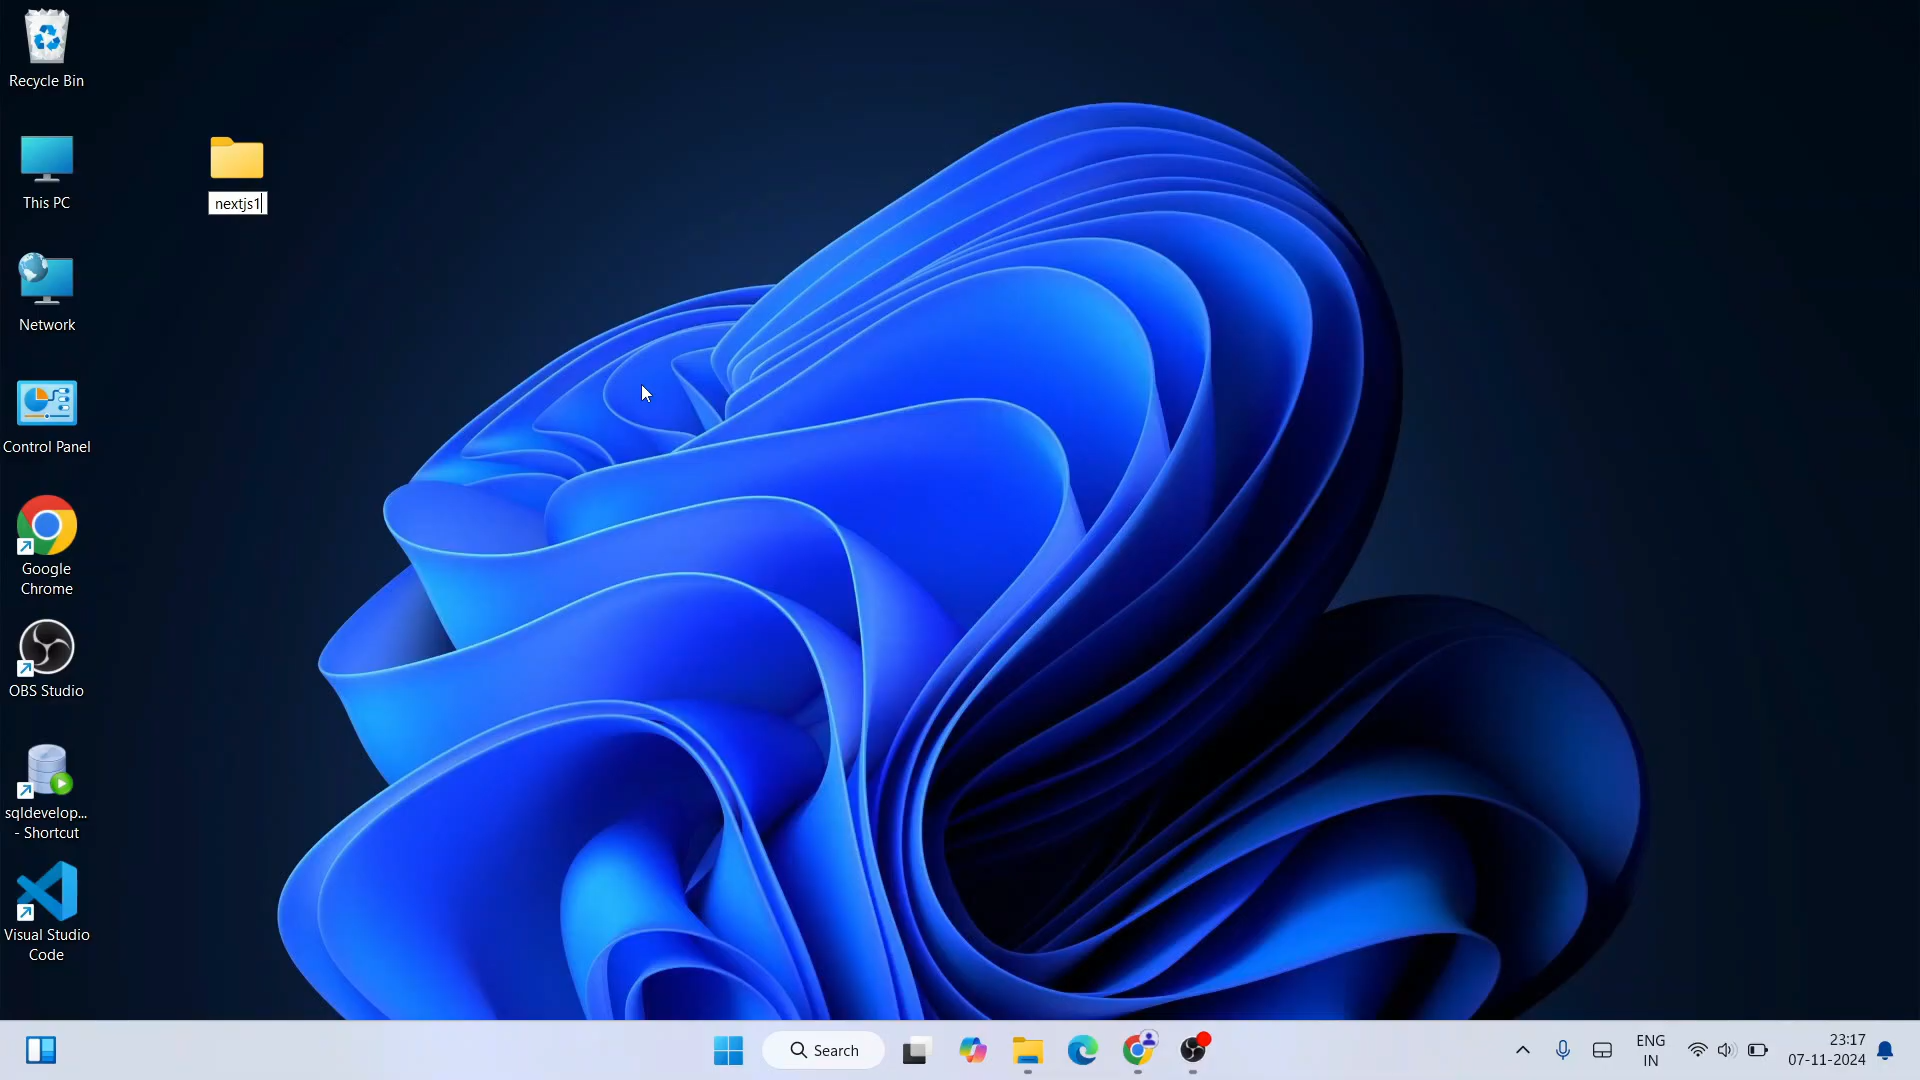 Recycle Bin
This PC
nextjs1
Network
Control Panel
Google
Chrome
OBS Studio
sqldevelop...
- Shortcut
Visual Studio
Code
Search
ENG
IN
23:17
07-11-2024